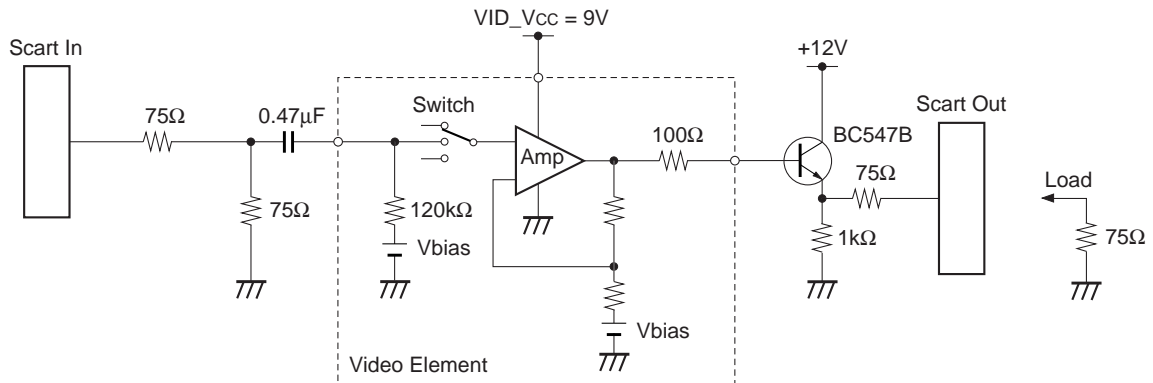 VID_VCC = 9V
Scart In
+12V
Scart Out
75Ω
0.47μF
Switch
100Ω
BC547B
Amp
75Ω
Load
75Ω
120kΩ
1kΩ
75Ω
Vbias
Vbias
Video Element